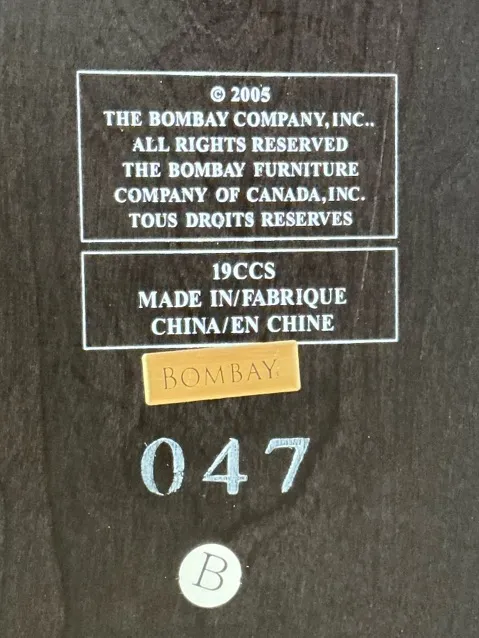 © 2005
THE BOMBAY COMPANY, INC..
ALL RIGHTS RESERVED
THE BOMBAY FURNITURE
COMPANY OF CANADA, INC.
TOUS DROITS RESERVES
19CCS
MADE IN/FABRIQUE
CHINA/EN CHINE
BOMBAY
047
B